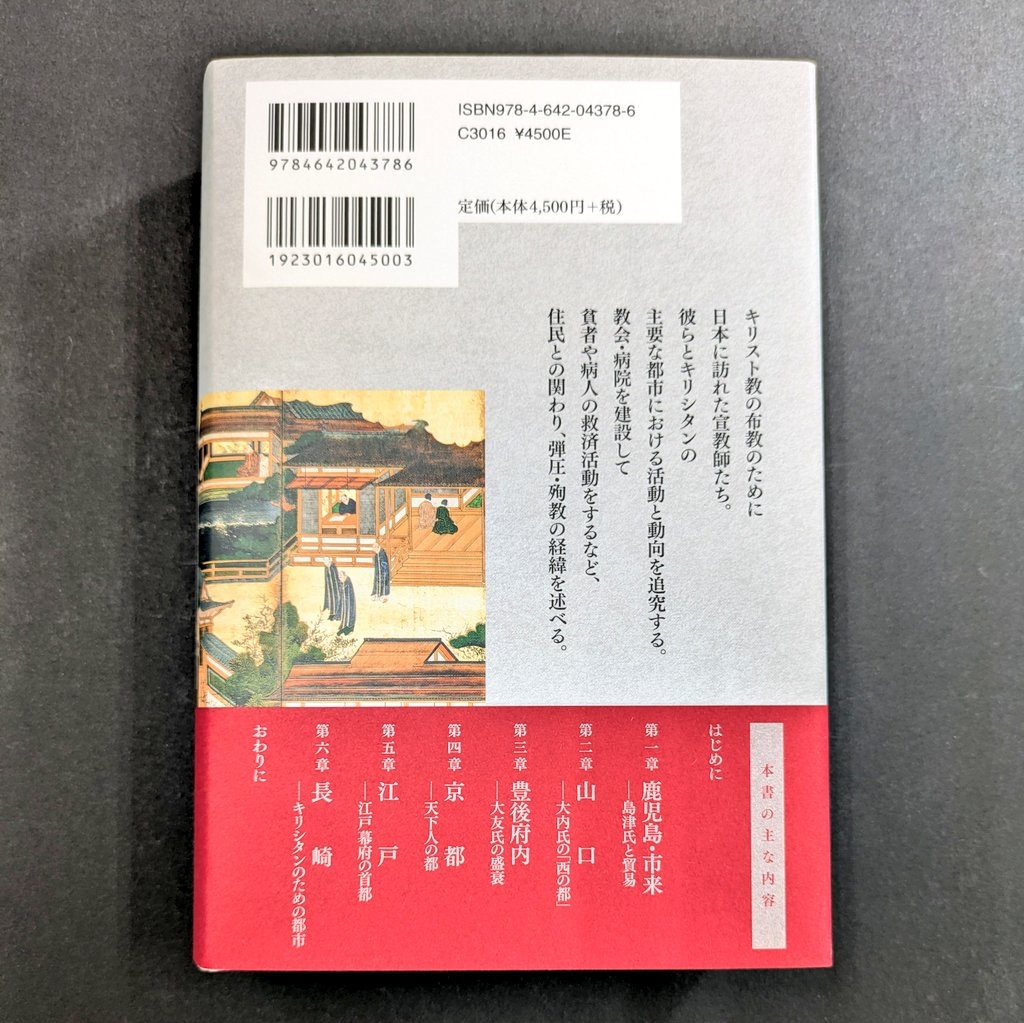 ISBN978-4-642-04378-6
C3016 ¥4500E
9784642043786
定価(本体4,500円+税)
1923016045003
キリスト教の布教のために
日本に訪れた宣教師たち。
彼らとキリシタンの
主要な都市における活動と動向を追究する。
教会・病院を建設して
貧者や病人の救済活動をするなど、
住民との関わり、弾圧・殉教の経緯を述べる。
本書の主な内容
はじめに
第一章 鹿児島・市来
―島津氏と貿易
第二章 山口
―大内氏の「西の都」
第三章 豊後府内
―大友氏の盛衰
第四章 京都
―天下人の都
第五章 江戸
―江戸幕府の首都
第六章 長崎
―キリシタンのための都市
おわりに